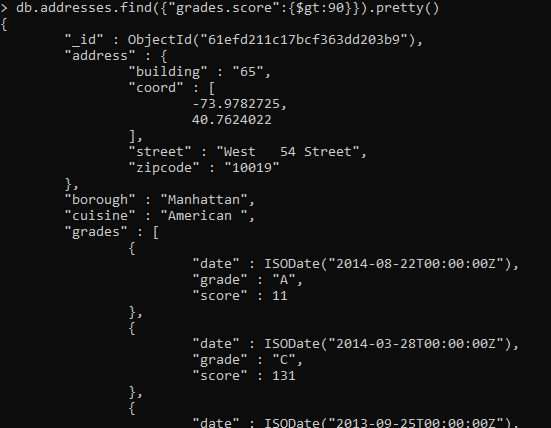 > db.addresses.find({"grades.score":{$gt:90}}).pretty()
{
        "_id" : ObjectId("61efd211c17bcf363dd203b9"),
        "address" : {
                "building" : "65",
                "coord" : [
                        -73.9782725,
                        40.7624022
                ],
                "street" : "West   54 Street",
                "zipcode" : "10019"
        },
        "borough" : "Manhattan",
        "cuisine" : "American ",
        "grades" : [
                {
                        "date" : ISODate("2014-08-22T00:00:00Z"),
                        "grade" : "A",
                        "score" : 11
                },
                {
                        "date" : ISODate("2014-03-28T00:00:00Z"),
                        "grade" : "C",
                        "score" : 131
                },
                {
                        "date" : ISODate("2013-09-25T00:00:00Z"),